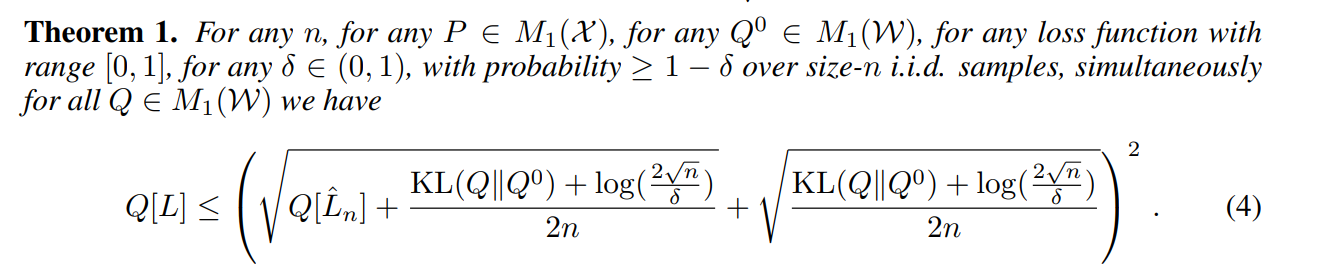 Theorem 1. For any n, for any P ∈ M₁(𝒳), for any Q⁰ ∈ M₁(𝒲), for any loss function with
range [0, 1], for any δ ∈ (0, 1), with probability ≥ 1 − δ over size-n i.i.d. samples, simultaneously
for all Q ∈ M₁(𝒲) we have
Q[L] ≤ ( √( Q[L̂ₙ] + (KL(Q‖Q⁰) + log(2√n/δ)) / 2n ) + √( (KL(Q‖Q⁰) + log(2√n/δ)) / 2n ) )² . (4)